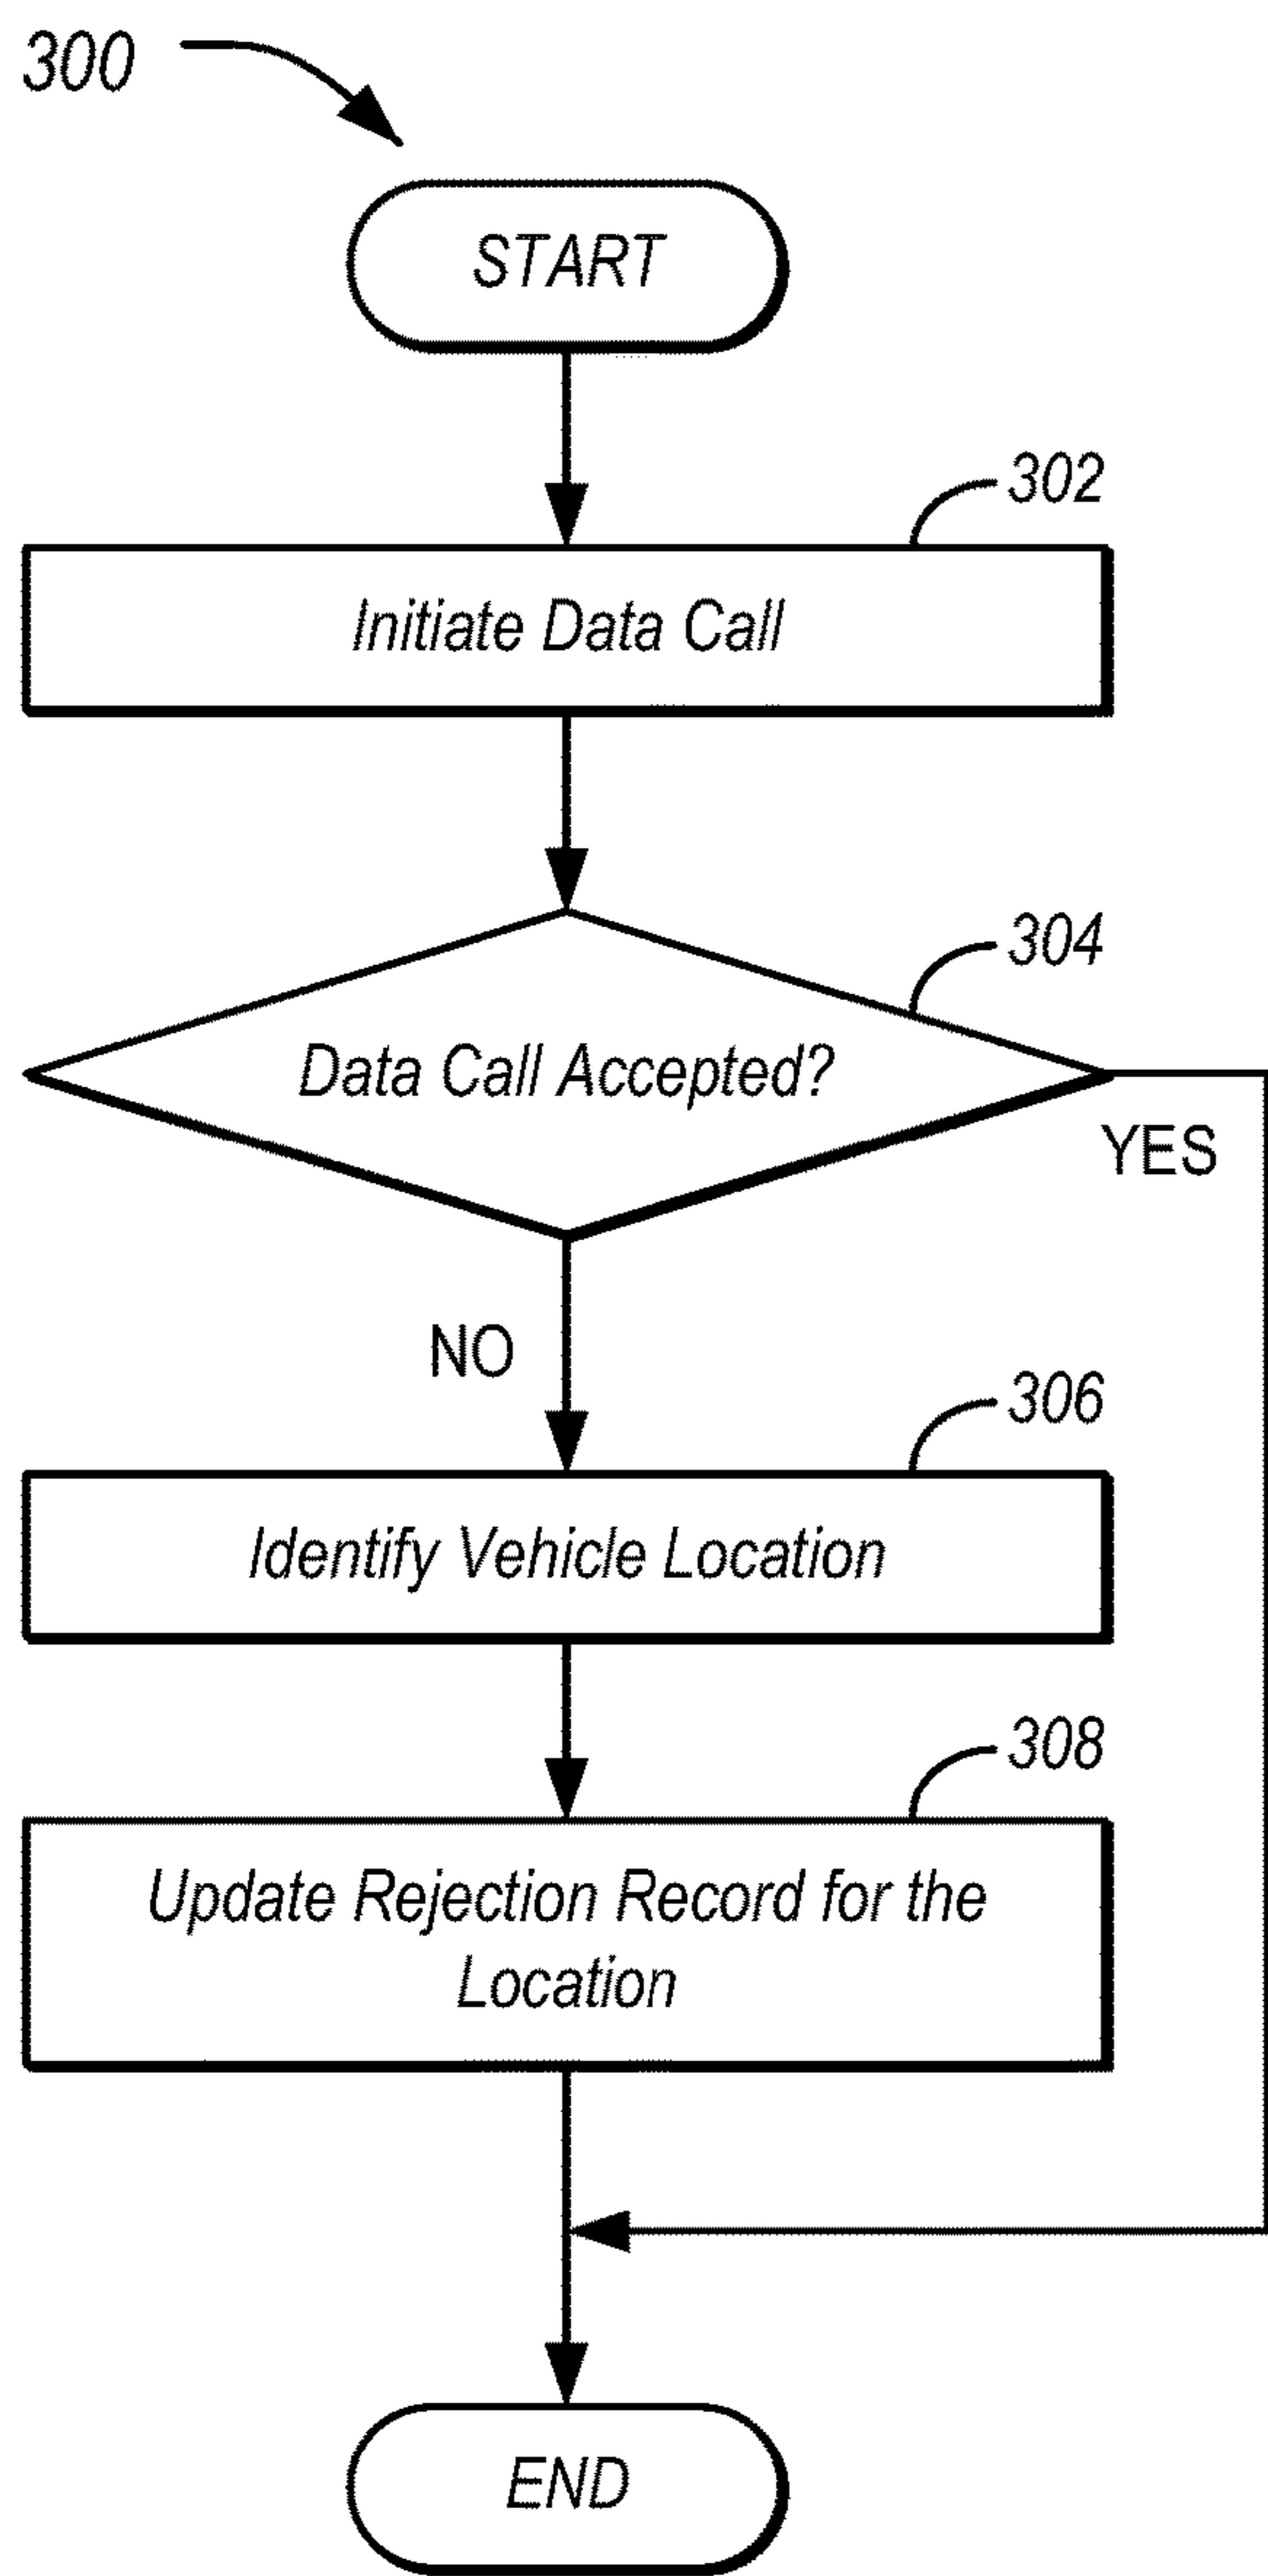 300
START
302
Initiate Data Call
304
Data Call Accepted?
YES
NO
306
Identify Vehicle Location
308
Update Rejection Record for the
Location
END